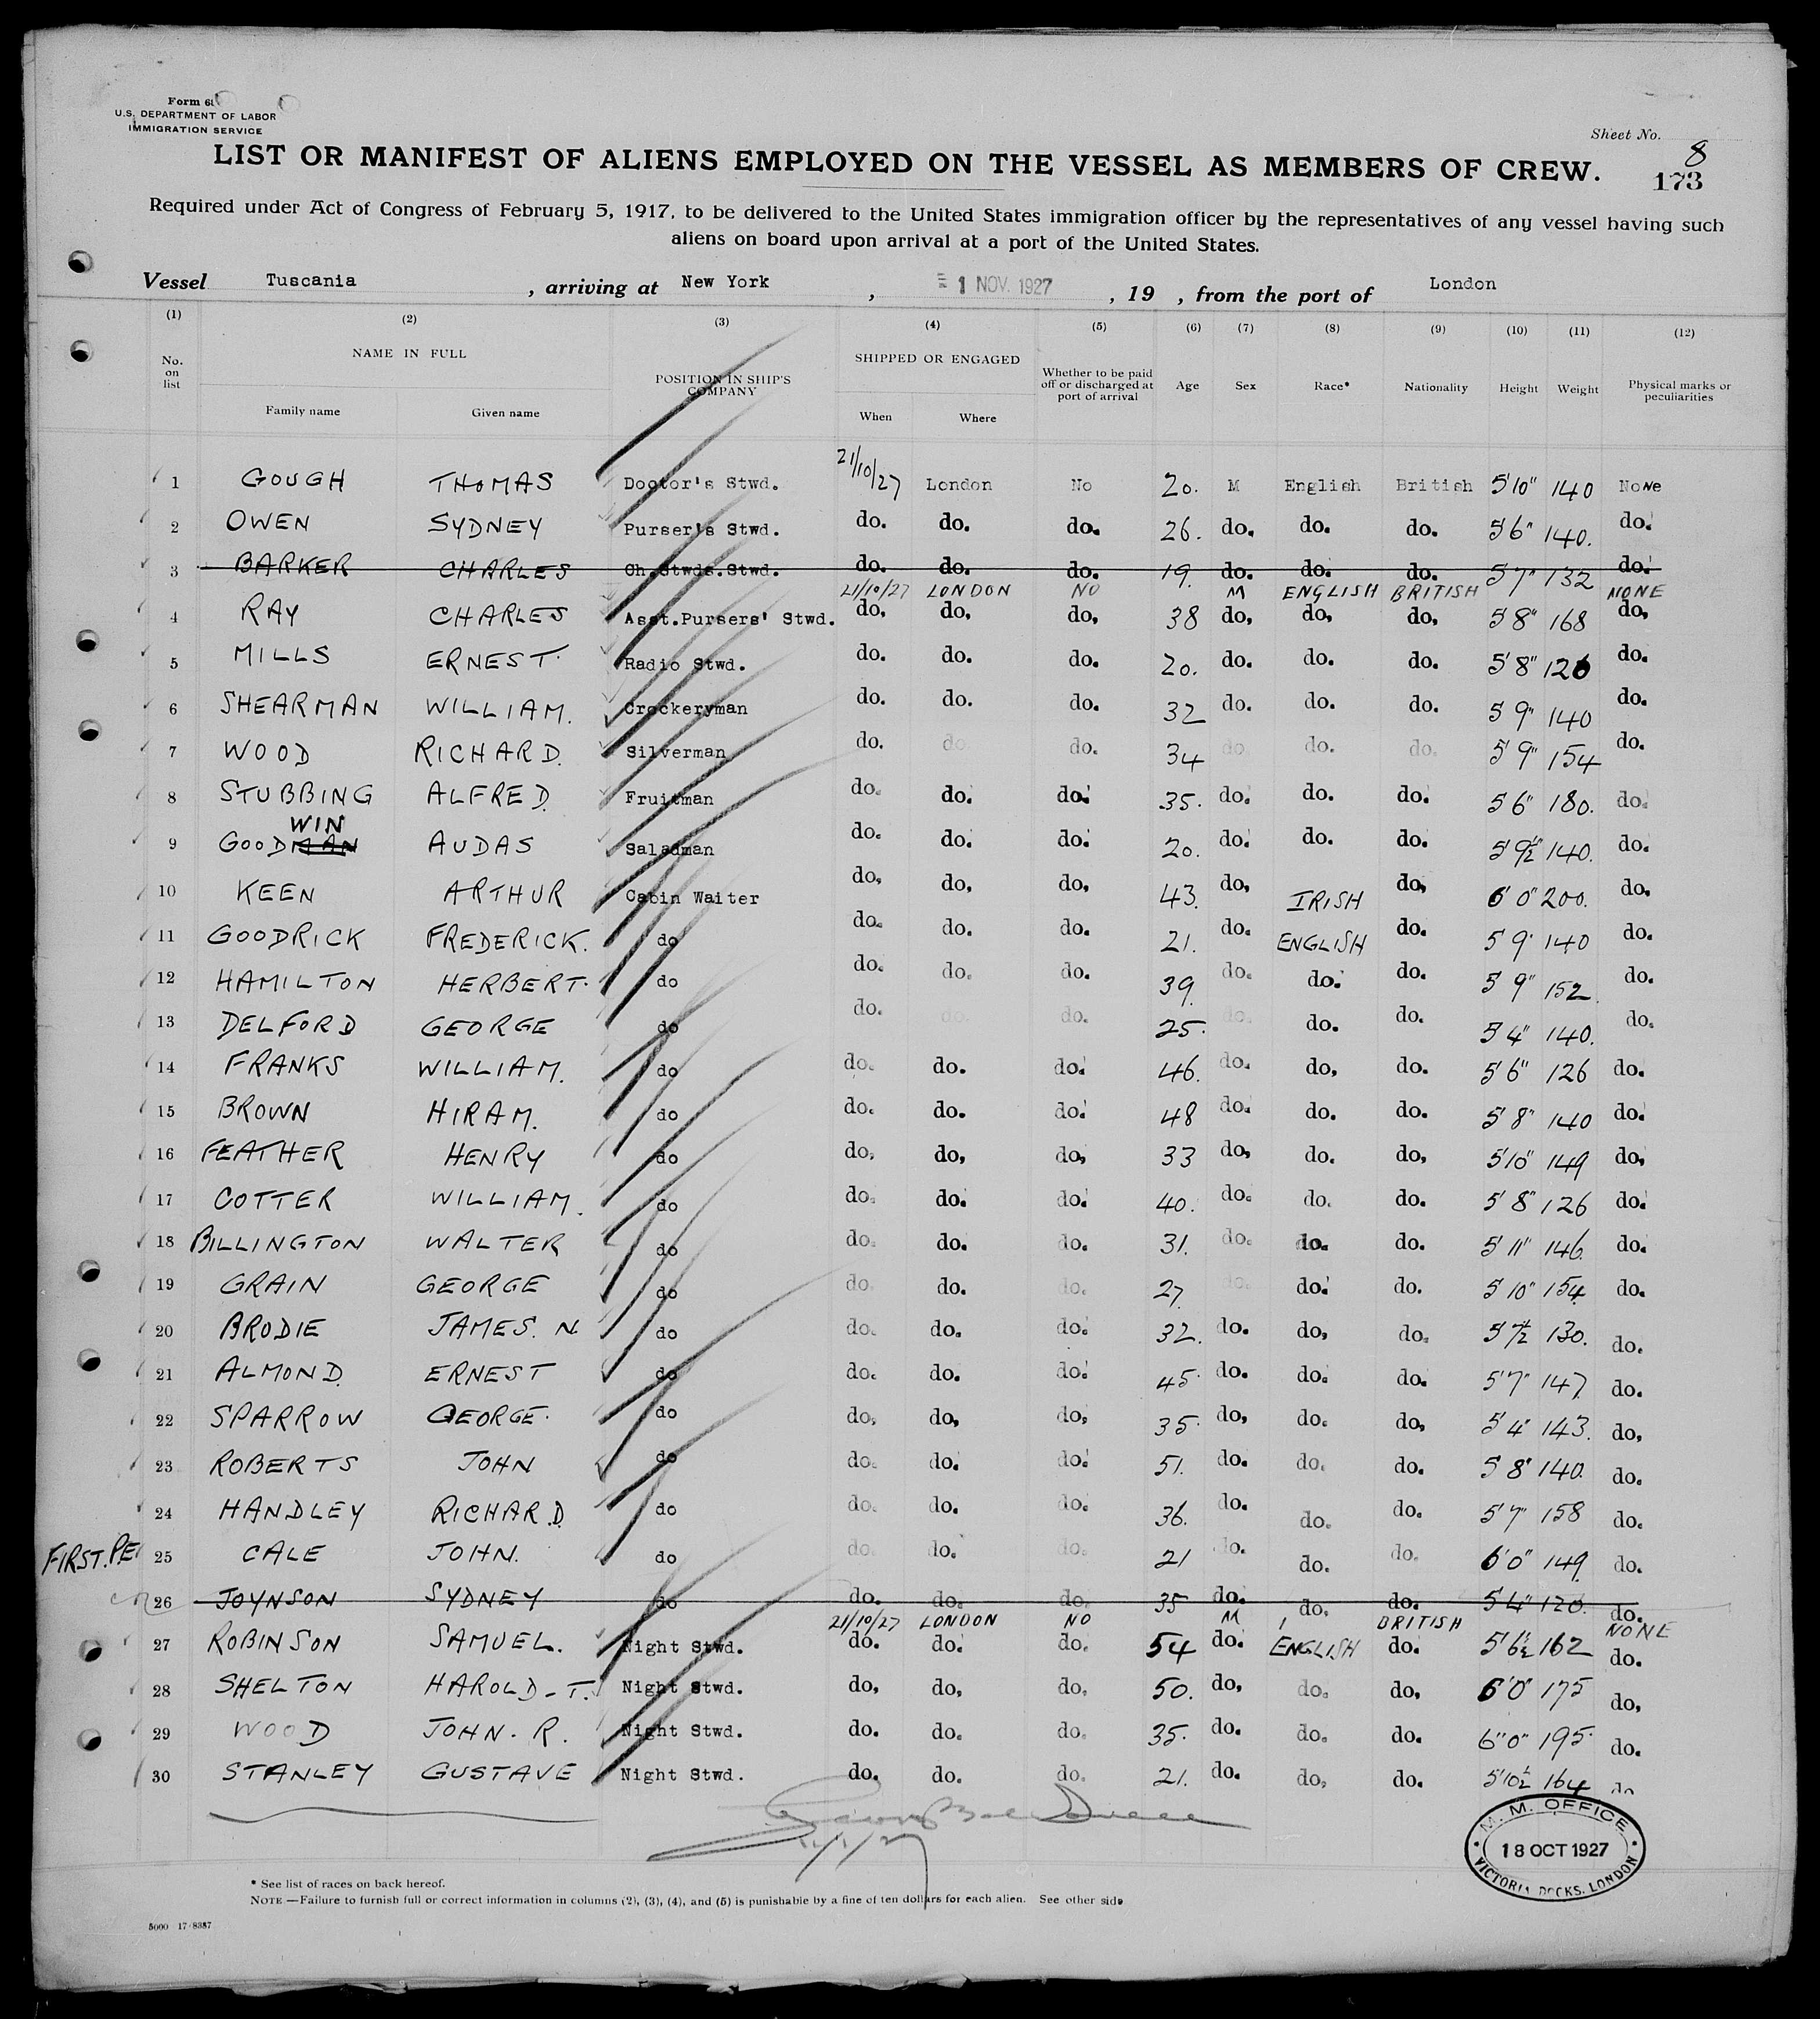 Form 68
U.S. DEPARTMENT OF LABOR
IMMIGRATION SERVICE
Sheet No.
8
LIST OR MANIFEST OF ALIENS EMPLOYED ON THE VESSEL AS MEMBERS OF CREW.
173
Required under Act of Congress of February 5, 1917, to be delivered to the United States immigration officer by the representatives of any vessel having such
aliens on board upon arrival at a port of the United States.
Vessel Tuscania , arriving at New York , 1 NOV. 1927 , 19 , from the port of London
(1) (2) (3) (4) (5) (6) (7) (8) (9) (10) (11) (12)
No. on list NAME IN FULL POSITION IN SHIP'S COMPANY SHIPPED OR ENGAGED Whether to be paid off or discharged at port of arrival Age Sex Race* Nationality Height Weight Physical marks or peculiarities
Family name Given name When Where
1 GOUGH THOMAS Doctor's Stwd. 21/10/27 London No 20. M English British 5'10" 140 NONE
2 OWEN SYDNEY Purser's Stwd. do. do. do. 26. do. do. do. 5'6" 140. do.
3 BARKER CHARLES Ch.Stwds.Stwd. do. do. do. 19. do. do. do. 5'7" 132 do.
21/10/27 LONDON NO M ENGLISH BRITISH NONE
4 RAY CHARLES Asst.Pursers' Stwd. do. do. do. 38 do. do. do. 5'8" 168 do.
5 MILLS ERNEST. Radio Stwd. do. do. do. 20. do. do. do. 5'8" 126 do.
6 SHEARMAN WILLIAM. Crockeryman do. do. do. 32 do. do. do. 5'9" 140 do.
7 WOOD RICHARD. Silverman do. do. do. 34 do. do. do. 5'9" 154 do.
8 STUBBING ALFRED. Fruitman do. do. do. 35. do. do. do. 5'6" 180. do.
WIN
9 GOODMAN AUDAS Saladman do. do. do. 20. do. do. do. 5'9½" 140. do.
10 KEEN ARTHUR Cabin Waiter do. do. do. 43. do. IRISH do. 6'0" 200. do.
11 GOODRICK FREDERICK. do do. do. do. 21. do. ENGLISH do. 5'9" 140 do.
12 HAMILTON HERBERT. do do. do. do. 39. do. do. do. 5'9" 152. do.
13 DELFORD GEORGE do do. do. do. 25. do. do. do. 5'4" 140. do.
14 FRANKS WILLIAM. do do. do. do. 46. do. do. do. 5'6" 126 do.
15 BROWN HIRAM. do do. do. do. 48 do. do. do. 5'8" 140 do.
16 FEATHER HENRY do do. do. do. 33 do. do. do. 5'10" 149 do.
17 COTTER WILLIAM. do do. do. do. 40. do. do. do. 5'8" 126 do.
18 BILLINGTON WALTER do do. do. do. 31. do. do. do. 5'11" 146. do.
19 GRAIN GEORGE do do. do. do. 27. do. do. do. 5'10" 154. do.
20 BRODIE JAMES. N. do do. do. do. 32. do. do. do. 5'7½ 130. do.
21 ALMOND. ERNEST do do. do. do. 45. do. do. do. 5'7" 147. do.
22 SPARROW GEORGE. do do. do. do. 35. do. do. do. 5'4" 143. do.
23 ROBERTS JOHN do do. do. do. 51. do. do. do. 5'8" 140. do.
24 HANDLEY RICHARD. do do. do. do. 36. do. do. do. 5'7" 158 do.
FIRST. 25 CALE JOHN. do do. do. do. 21 do. do. do. 6'0" 149. do.
26 JOYNSON SYDNEY do do. do. do. 35 do. do. do. 5'4" 120. do.
21/10/27 LONDON NO M BRITISH NONE
27 ROBINSON SAMUEL. Night Stwd. do. do. do. 54 do. ENGLISH do. 5'6½ 162 do.
28 SHELTON HAROLD-T. Night Stwd. do. do. do. 50. do. do. do. 6'0" 175 do.
29 WOOD JOHN. R. Night Stwd. do. do. do. 35. do. do. do. 6'0" 195. do.
30 STANLEY GUSTAVE Night Stwd. do. do. do. 21. do. do. do. 5'10½ 164 do
11/1/27
M. M. OFFICE
18 OCT 1927
VICTORIA DOCKS. LONDON
* See list of races on back hereof.
NOTE —Failure to furnish full or correct information in columns (2), (3), (4), and (5) is punishable by a fine of ten dollars for each alien. See other side
5000 17-8387